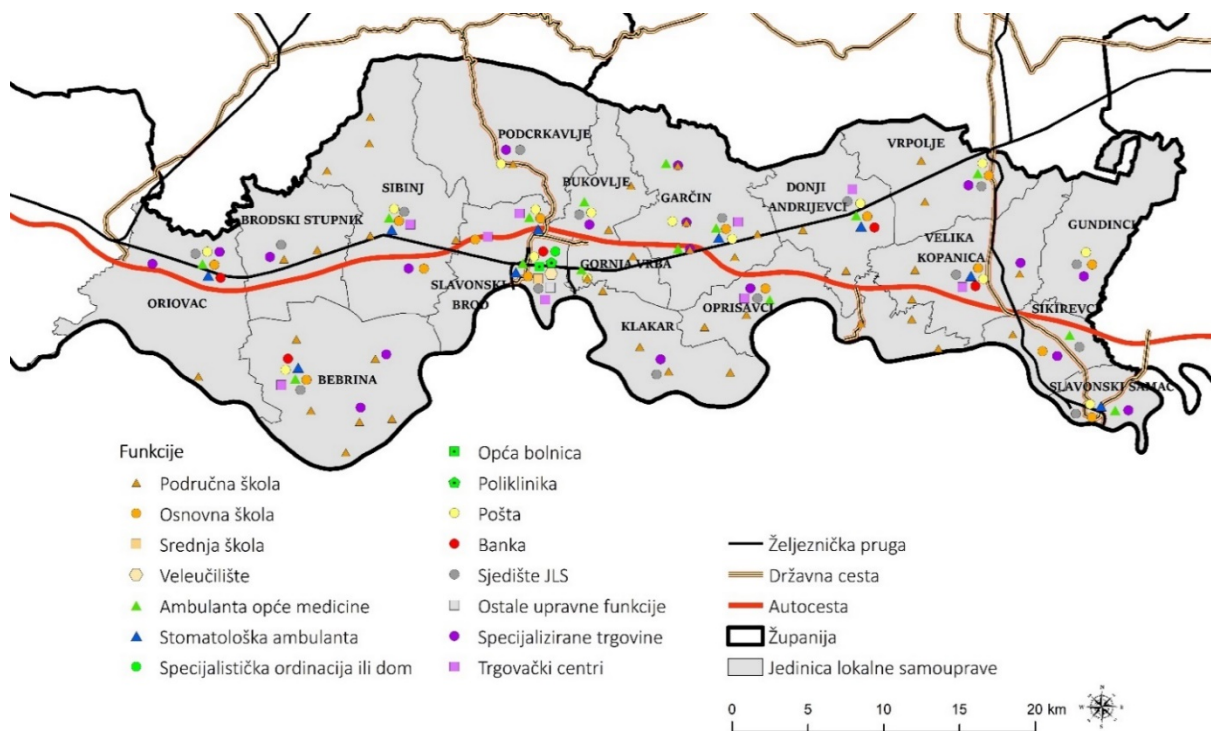 PODCRKAVLJE
VRPOLJE
SIBINJ
BUKOVLJE
GARČIN
DONJI
ANDRIJEVCI
BRODSKI STUPNIK
GUNDINCI
VELIKA
KOPANICA
GORNJA VRBA
ORIOVAC
SLAVONSKI
BROD
OPRISAVCI
SIKIREVCI
KLAKAR
BEBRINA
SLAVONSKI ŠAMAC
Funkcije
Područna škola
Osnovna škola
Srednja škola
Veleučilište
Ambulanta opće medicine
Stomatološka ambulanta
Specijalistička ordinacija ili dom
Opća bolnica
Poliklinika
Pošta
Banka
Sjedište JLS
Ostale upravne funkcije
Specijalizirane trgovine
Trgovački centri
Željeznička pruga
Državna cesta
Autocesta
Županija
Jedinica lokalne samouprave
0 5 10 15 20 km